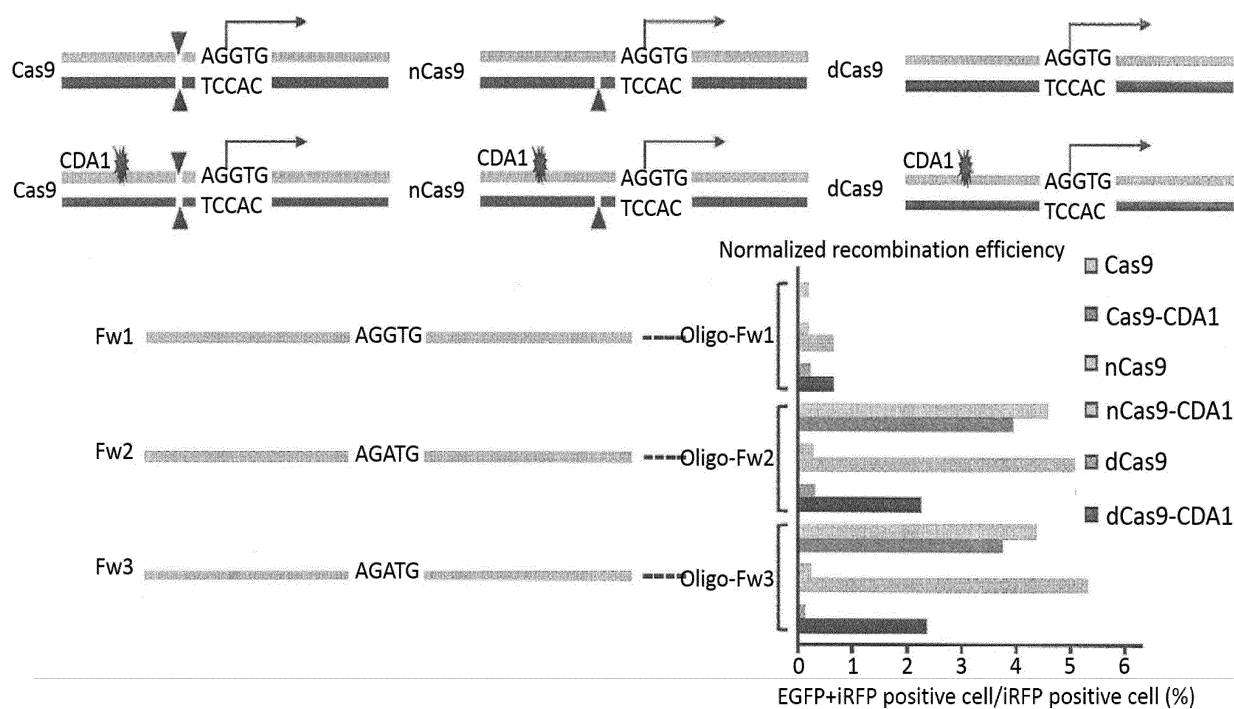 AGGTG
Cas9
TCCAC
AGGTG
nCas9
TCCAC
AGGTG
dCas9
TCCAC
CDA1
AGGTG
Cas9
TCCAC
CDA1
AGGTG
nCas9
TCCAC
CDA1
AGGTG
dCas9
TCCAC
Normalized recombination efficiency
Fw1 AGGTG Oligo-Fw1
Fw2 AGATG Oligo-Fw2
Fw3 AGATG Oligo-Fw3
Cas9
Cas9-CDA1
nCas9
nCas9-CDA1
dCas9
dCas9-CDA1
0 1 2 3 4 5 6
EGFP+iRFP positive cell/iRFP positive cell (%)